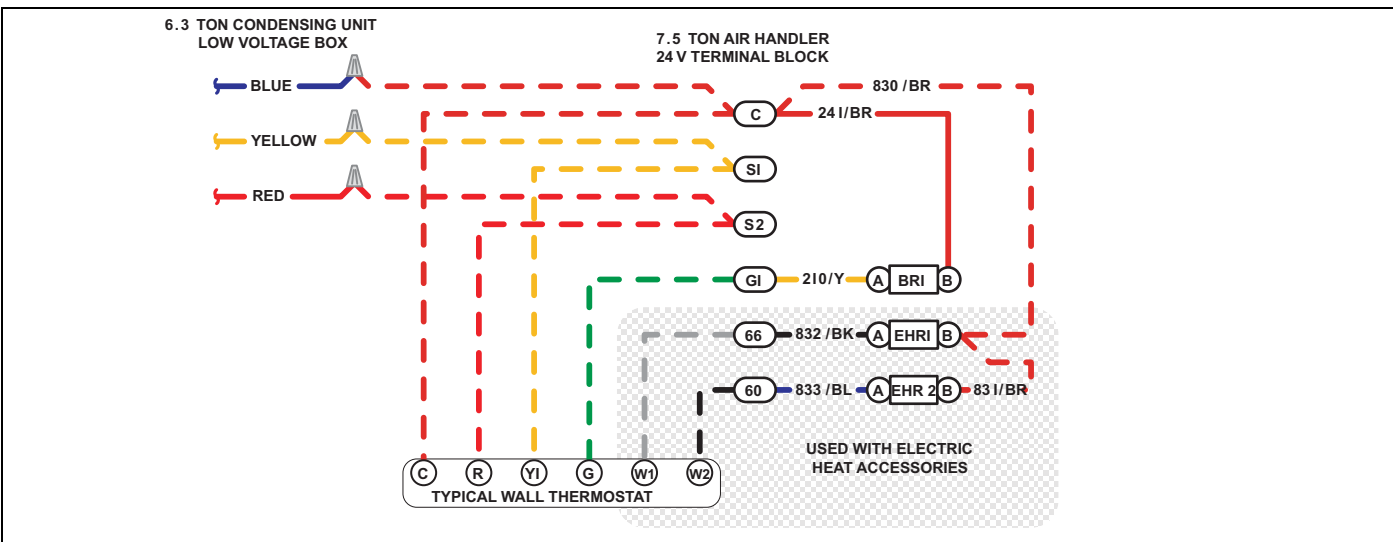 6.3 TON CONDENSING UNIT
LOW VOLTAGE BOX
7.5 TON AIR HANDLER
24 V TERMINAL BLOCK
BLUE
830 /BR
C
24 I/BR
YELLOW
SI
RED
S2
GI
2I0/Y
A BRI B
66
832 /BK
A EHRI B
60
833 /BL
A EHR 2 B
83 I/BR
USED WITH ELECTRIC
HEAT ACCESSORIES
C R YI G W1 W2
TYPICAL WALL THERMOSTAT